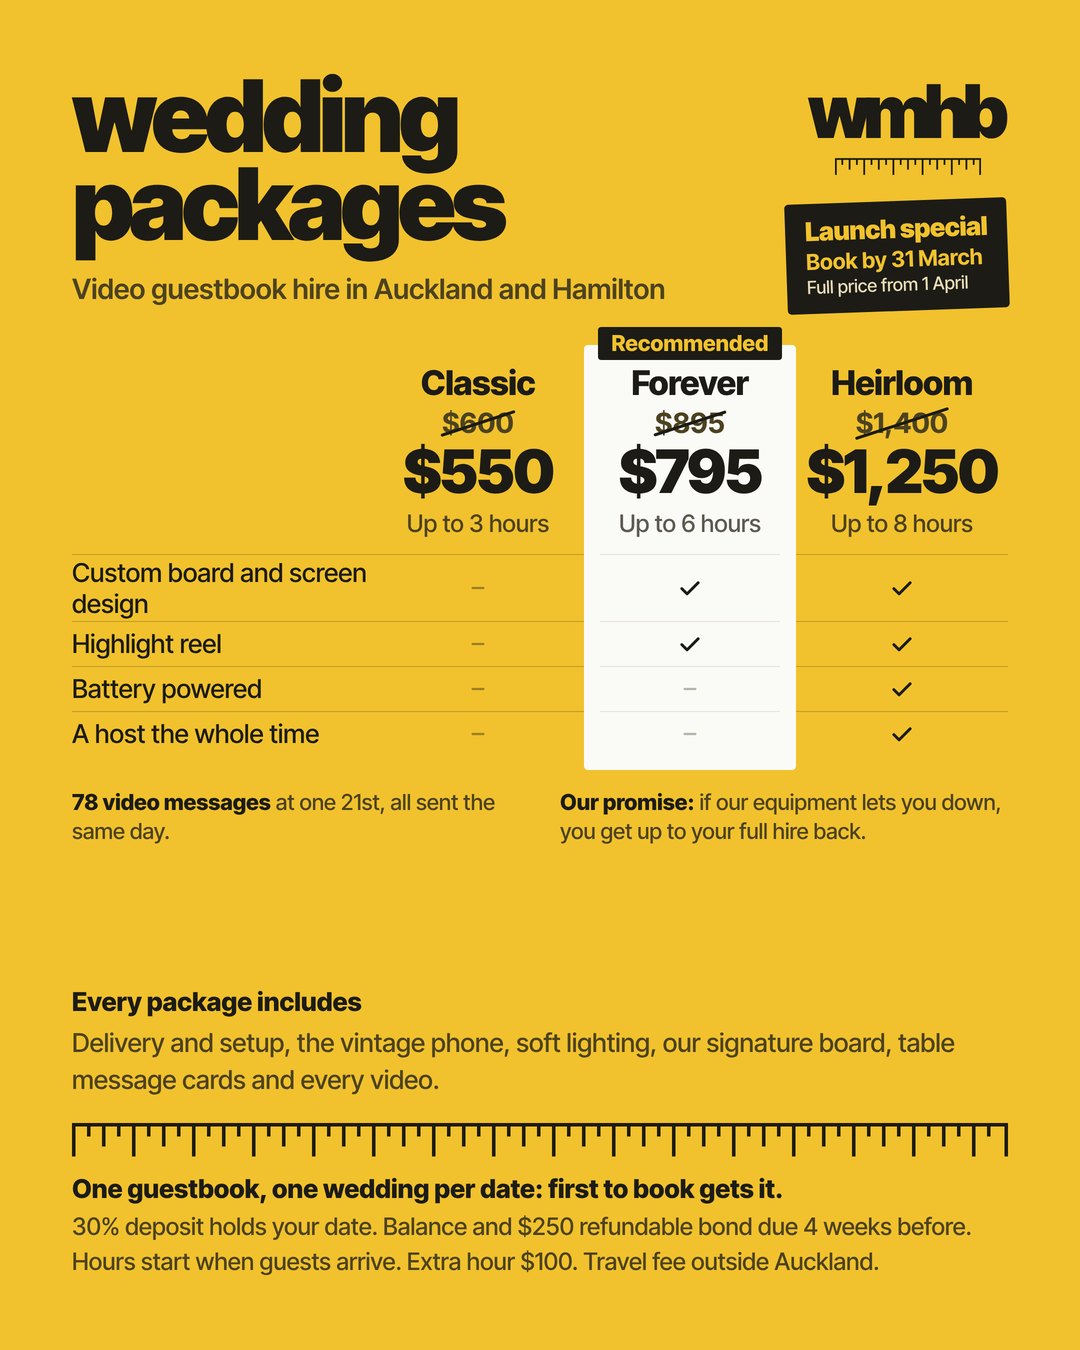 wedding
packages
Video guestbook hire in Auckland and Hamilton
wmhb
Launch special
Book by 31 March
Full price from 1 April
Recommended
Classic
$600
$550
Up to 3 hours
Forever
$895
$795
Up to 6 hours
Heirloom
$1,400
$1,250
Up to 8 hours
Custom board and screen
design
Highlight reel
Battery powered
A host the whole time
78 video messages at one 21st, all sent the
same day.
Our promise: if our equipment lets you down,
you get up to your full hire back.
Every package includes
Delivery and setup, the vintage phone, soft lighting, our signature board, table
message cards and every video.
One guestbook, one wedding per date: first to book gets it.
30% deposit holds your date. Balance and $250 refundable bond due 4 weeks before.
Hours start when guests arrive. Extra hour $100. Travel fee outside Auckland.